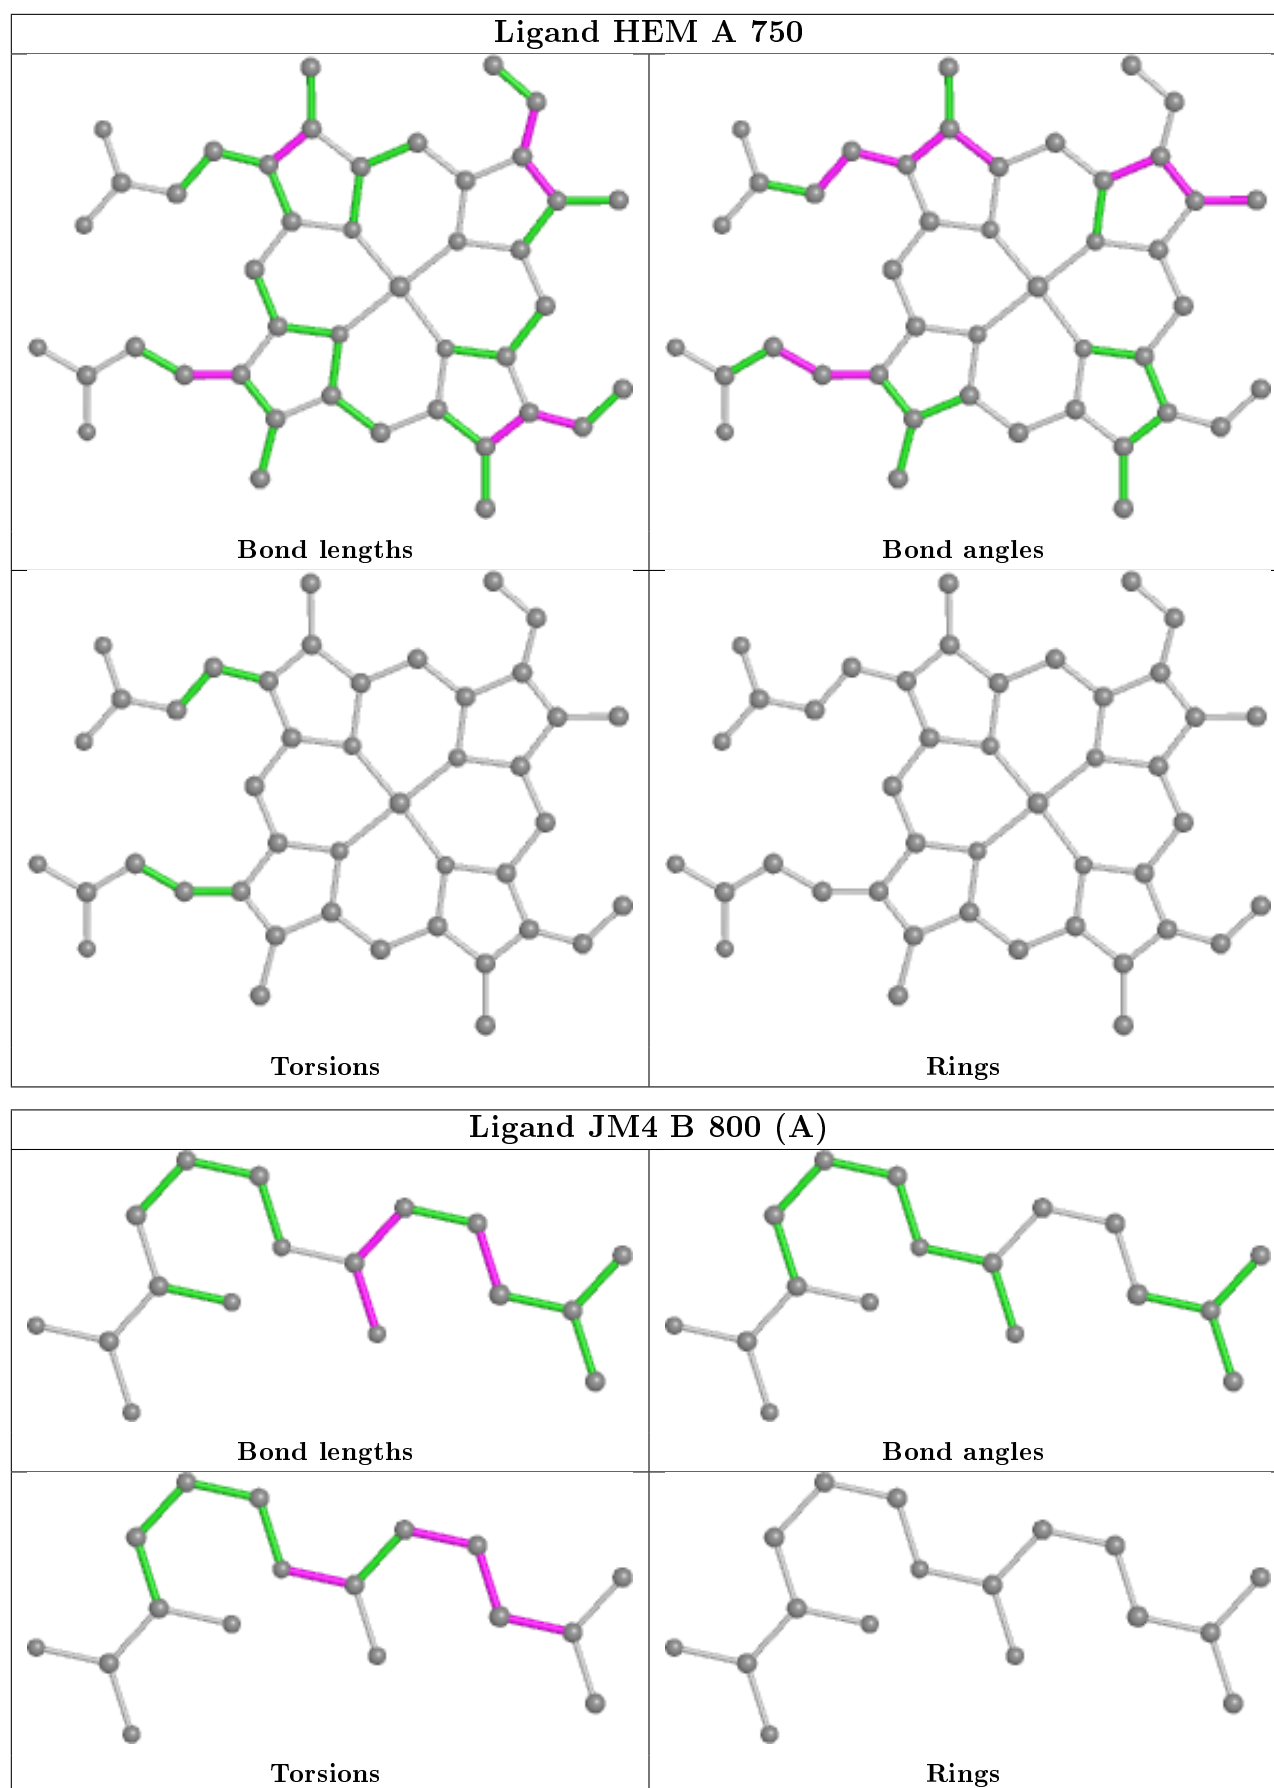 Ligand HEM A 750
Bond lengths
Bond angles
Torsions
Rings
Ligand JM4 B 800 (A)
Bond lengths
Bond angles
Torsions
Rings